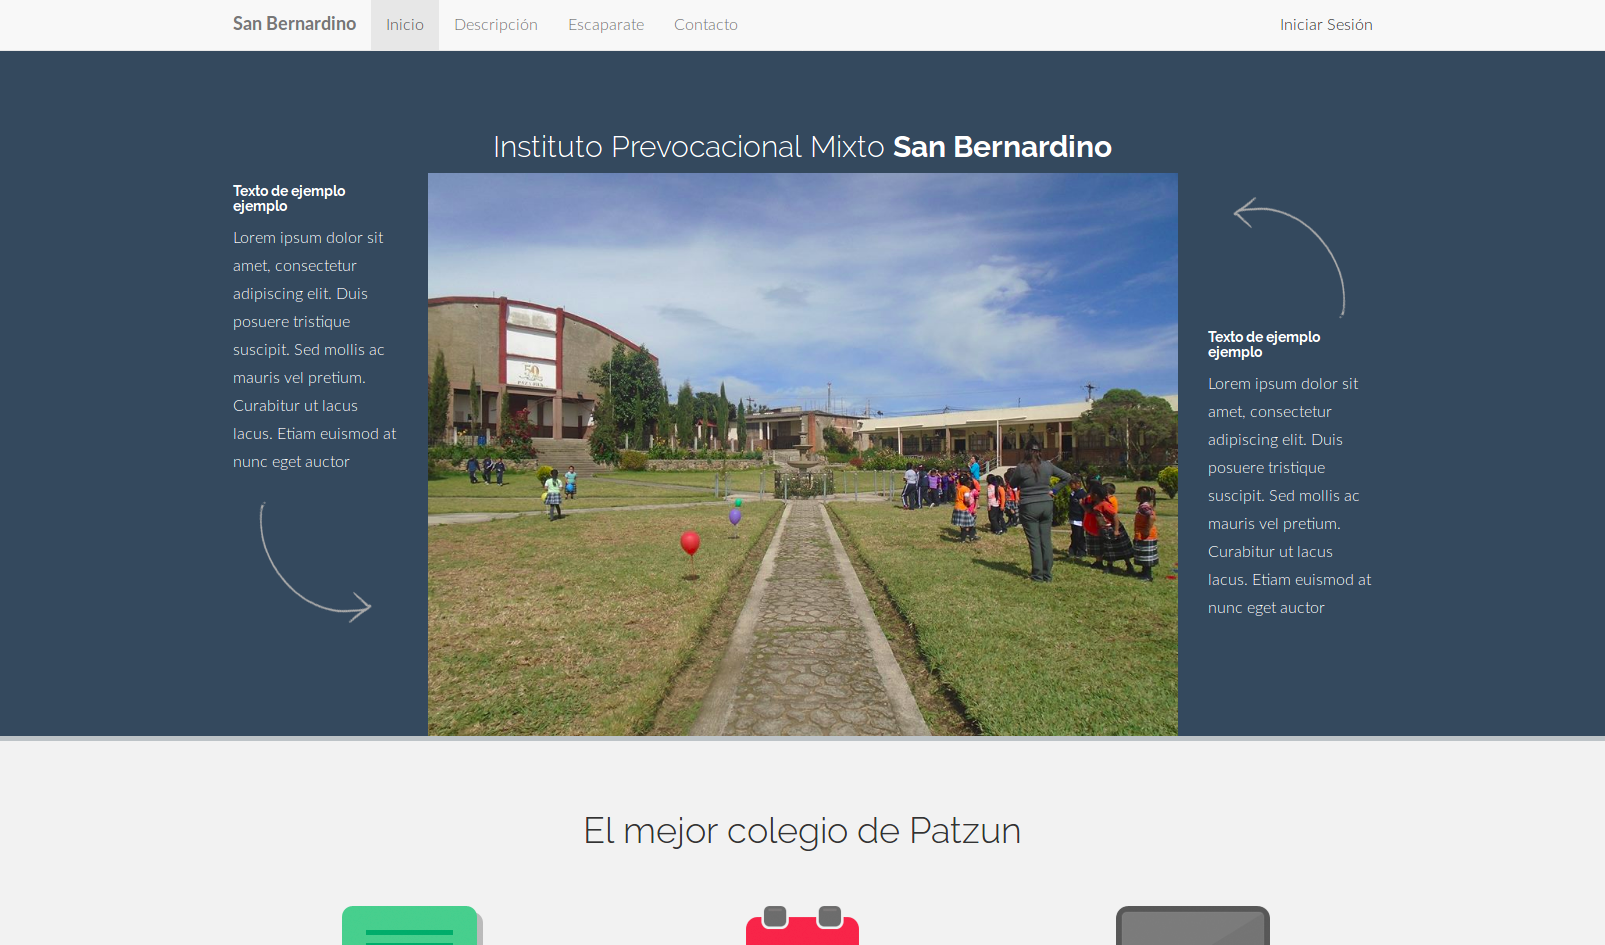 San Bernardino Inicio Descripción Escaparate Contacto Iniciar Sesión
Instituto Prevocacional Mixto San Bernardino
Texto de ejemplo
ejemplo
Lorem ipsum dolor sit
amet, consectetur
adipiscing elit. Duis
posuere tristique
suscipit. Sed mollis ac
mauris vel pretium.
Curabitur ut lacus
lacus. Etiam euismod at
nunc eget auctor
50
Texto de ejemplo
ejemplo
Lorem ipsum dolor sit
amet, consectetur
adipiscing elit. Duis
posuere tristique
suscipit. Sed mollis ac
mauris vel pretium.
Curabitur ut lacus
lacus. Etiam euismod at
nunc eget auctor
El mejor colegio de Patzun